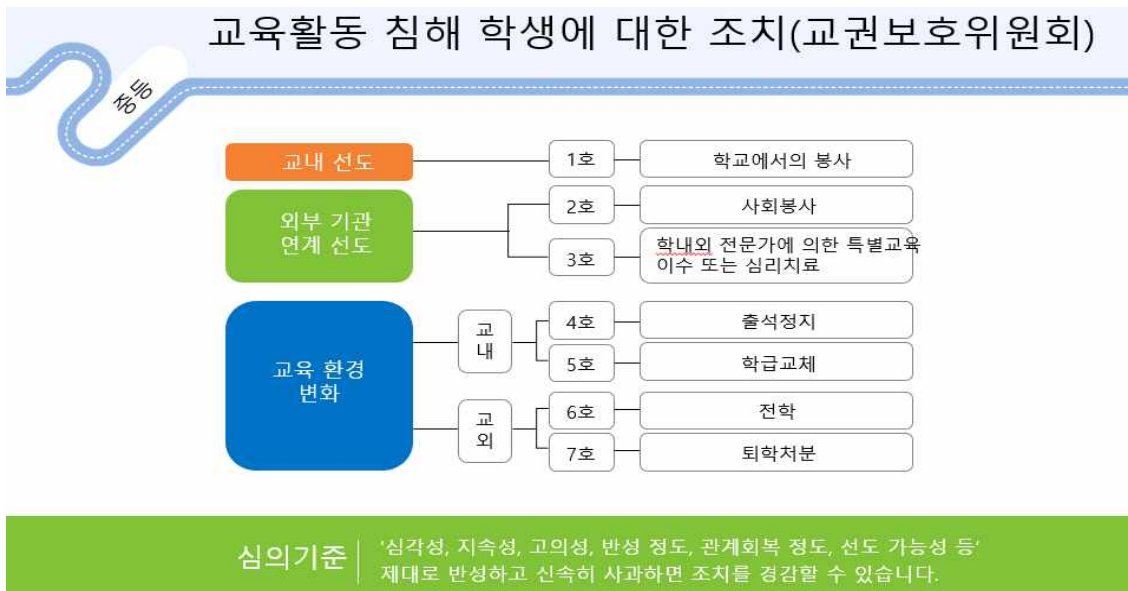 교육활동 침해 학생에 대한 조치(교권보호위원회)
중등
교내 선도
1호
학교에서의 봉사
외부 기관
연계 선도
2호
사회봉사
3호
학내외 전문가에 의한 특별교육
이수 또는 심리치료
교육 환경
변화
교
내
4호
출석정지
5호
학급교체
교
외
6호
전학
7호
퇴학처분
심의기준
'심각성, 지속성, 고의성, 반성 정도, 관계회복 정도, 선도 가능성 등'
제대로 반성하고 신속히 사과하면 조치를 경감할 수 있습니다.